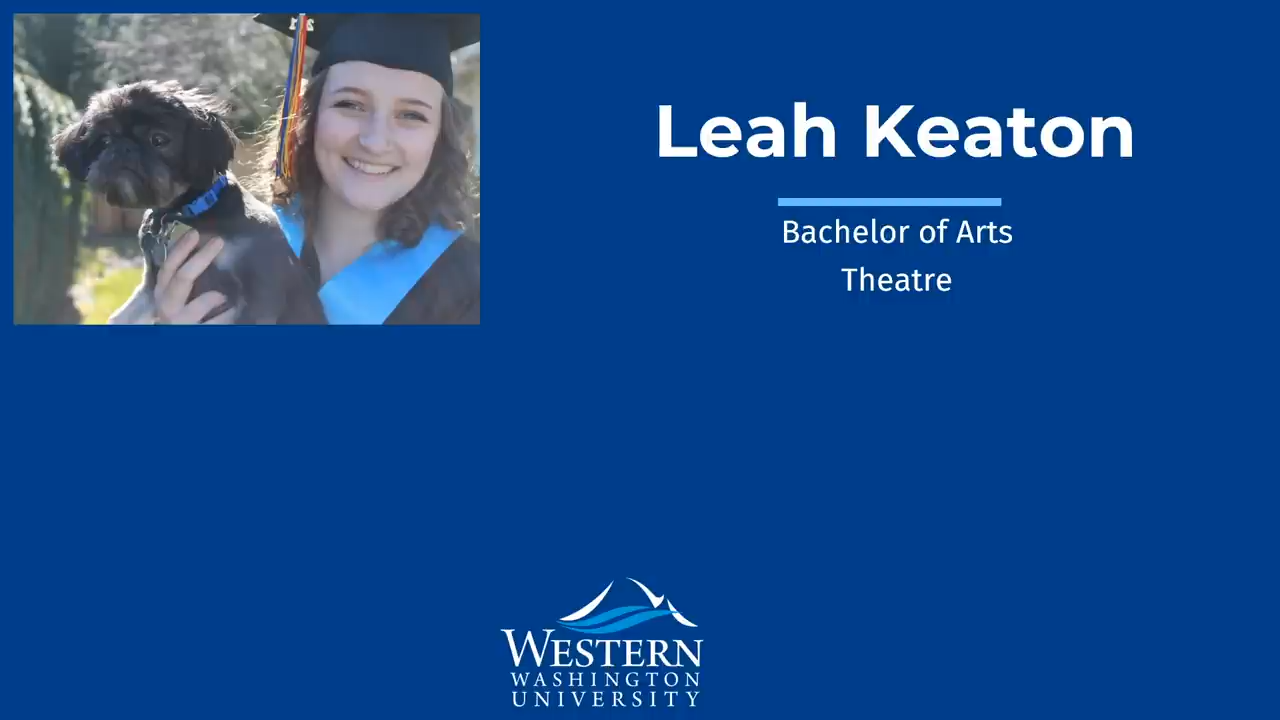 Leah Keaton
Bachelor of Arts
Theatre
WESTERN
WASHINGTON
UNIVERSITY